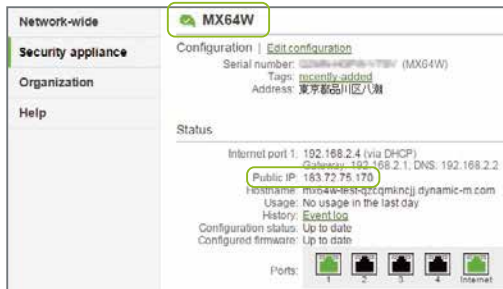 Network-wide
Security appliance
Organization
Help
MX64W
Configuration | Edit configuration
Serial number: (MX64W)
Tags: recently-added
Address: 東京都品川区八潮
Status
Internet port 1: 192.168.2.4 (via DHCP)
Gateway: 192.168.2.1, DNS: 192.168.2.2
Public IP: 183.72.75.170
Hostname: mx64w-test-qzcqmkncjj.dynamic-m.com
Usage: No usage in the last day
History: Event log
Configuration status: Up to date
Configured firmware: Up to date
Ports:
1 2 3 4 Internet